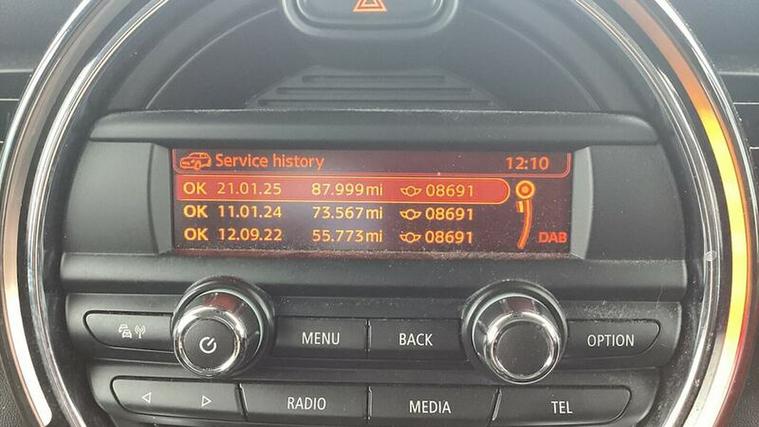 Service history 12:10
OK 21.01.25 87.999mi 08691
OK 11.01.24 73.567mi 08691
OK 12.09.22 55.773mi 08691
DAB
MENU BACK OPTION
RADIO MEDIA TEL